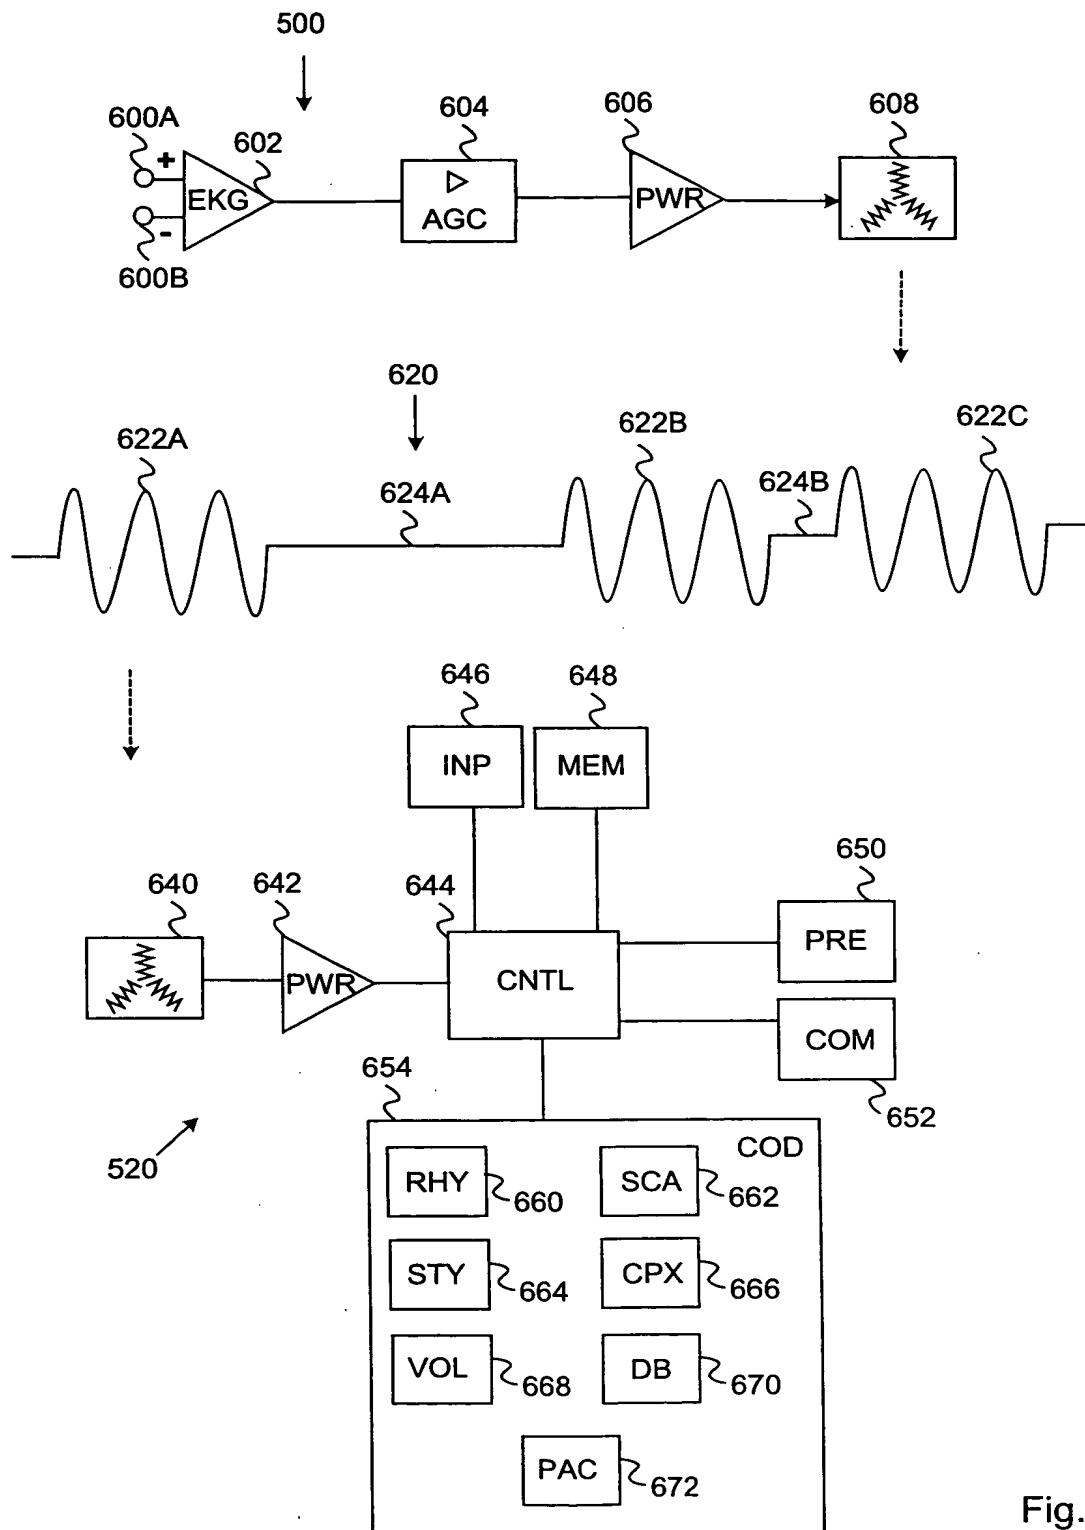 500
600A
602
604
606
608
+
EKG
-
AGC
PWR
600B
620
622A
624A
622B
624B
622C
646
648
INP
MEM
640
642
644
650
PWR
CNTL
PRE
COM
652
654
520
COD
RHY
660
SCA
662
STY
664
CPX
666
VOL
668
DB
670
PAC
672
Fig.